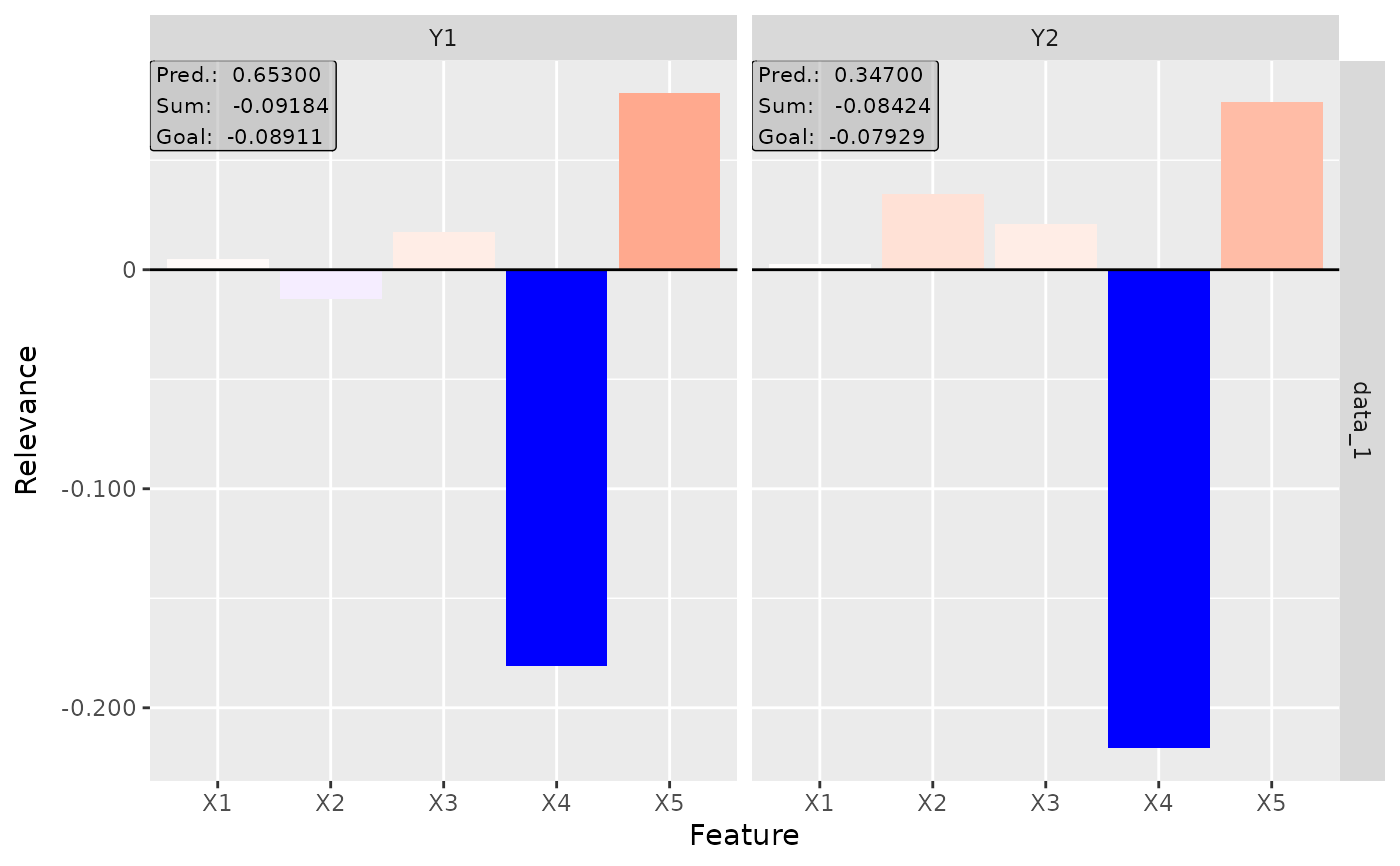 Y1
Y2
Pred.: 0.65300
Sum: -0.09184
Goal: -0.08911
Pred.: 0.34700
Sum: -0.08424
Goal: -0.07929
data_1
Relevance
0
-0.100
-0.200
X1 X2 X3 X4 X5
X1 X2 X3 X4 X5
Feature